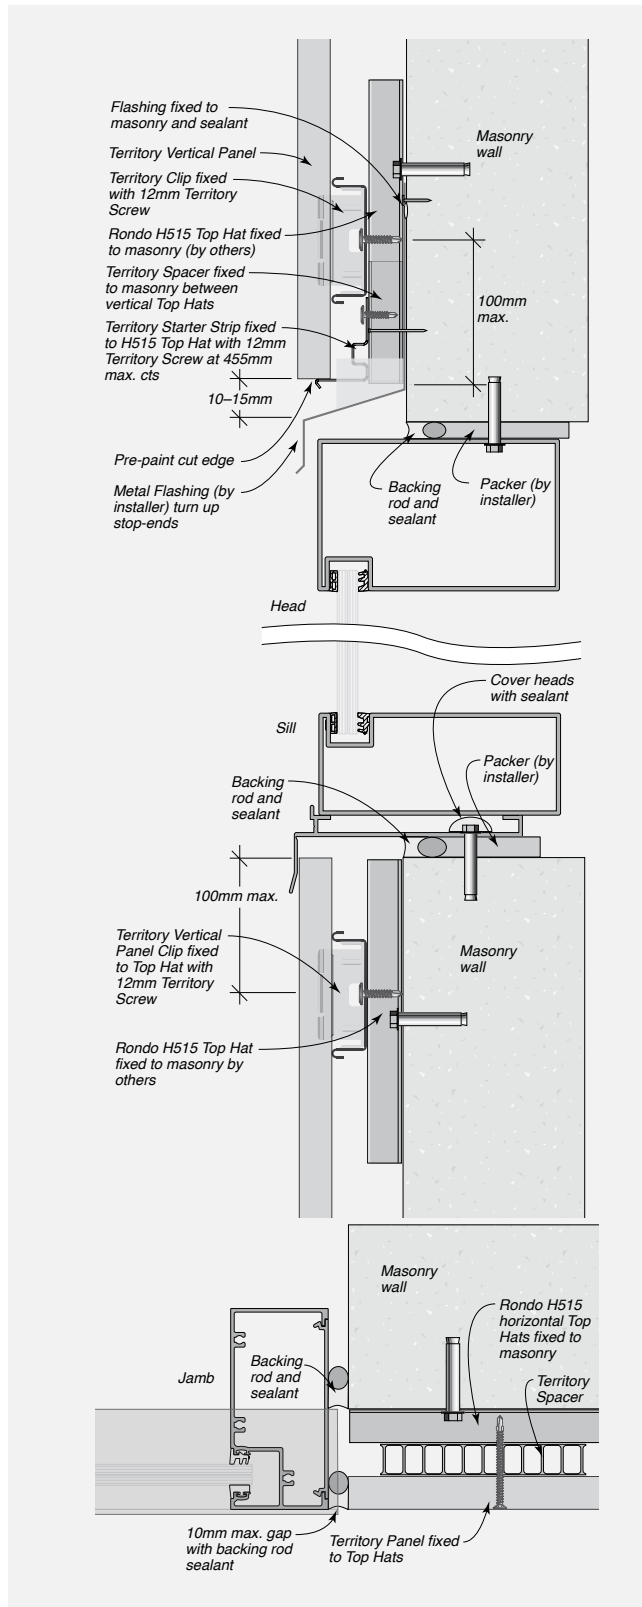 Flashing fixed to
masonry and sealant
Territory Vertical Panel
Territory Clip fixed
with 12mm Territory
Screw
Rondo H515 Top Hat fixed
to masonry (by others)
Territory Spacer fixed
to masonry between
vertical Top Hats
Territory Starter Strip fixed
to H515 Top Hat with 12mm
Territory Screw at 455mm
max. cts
10–15mm
Pre-paint cut edge
Metal Flashing (by
installer) turn up
stop-ends
Masonry
wall
100mm
max.
Backing
rod and
sealant
Packer (by
installer)
Head
Cover heads
with sealant
Sill
Packer (by
installer)
Backing
rod and
sealant
100mm max.
Territory Vertical
Panel Clip fixed
to Top Hat with
12mm Territory
Screw
Masonry
wall
Rondo H515 Top Hat
fixed to masonry by
others
Masonry
wall
Rondo H515
horizontal Top
Hats fixed to
masonry
Jamb
Backing
rod and
sealant
Territory
Spacer
10mm max. gap
with backing rod
sealant
Territory Panel fixed
to Top Hats